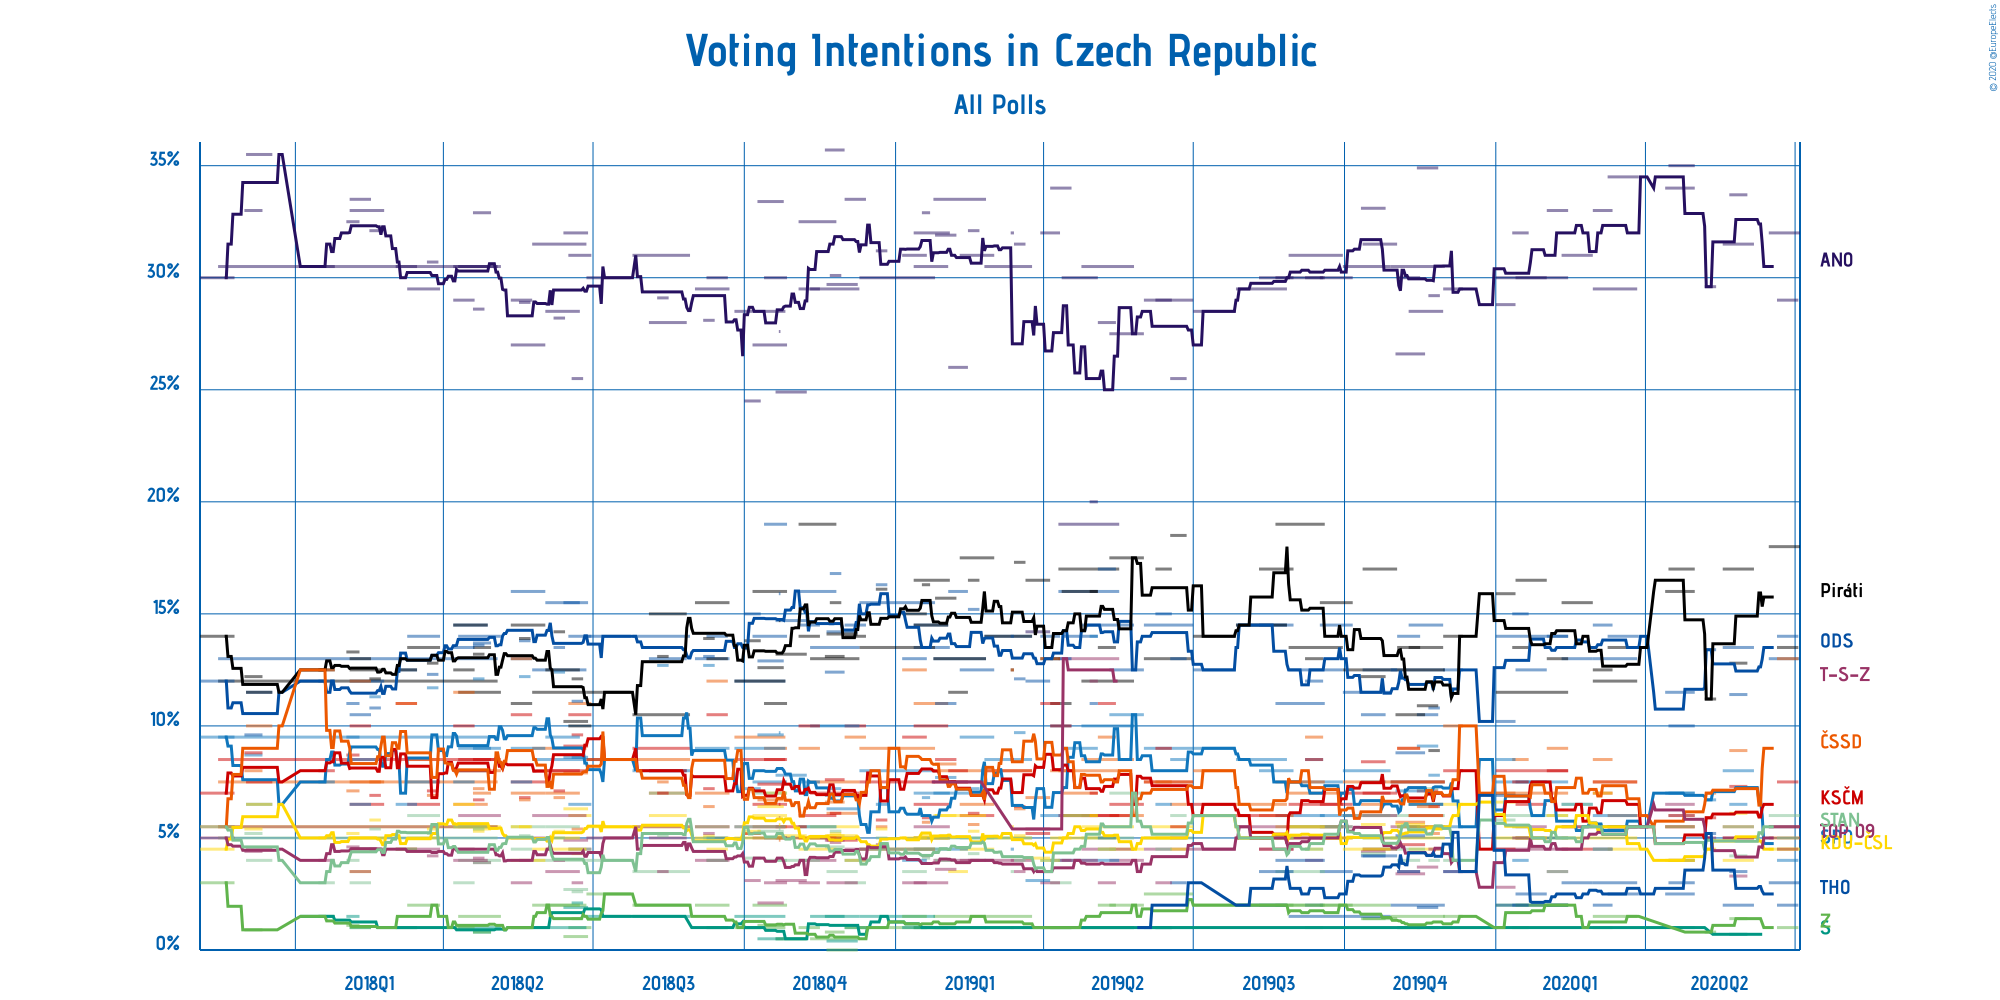 Voting Intentions in Czech Republic
All Polls
© 2020 @EuropeElects
35%
30%
25%
20%
15%
10%
5%
0%
ANO
Piráti
ODS
T-S-Z
ČSSD
KSČM
STAN
TOP 09
KDU-ČSL
THO
Z
S
2018Q1
2018Q2
2018Q3
2018Q4
2019Q1
2019Q2
2019Q3
2019Q4
2020Q1
2020Q2